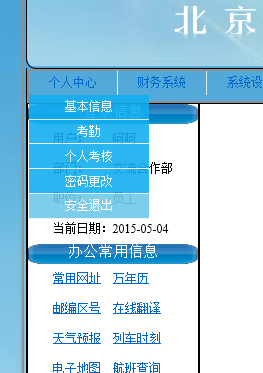 北 京
个人中心 财务系统 系统设
基本信息
考勤
个人考核
密码更改
安全退出
作部
当前日期：2015-05-04
办公常用信息
常用网址 万年历
邮编区号 在线翻译
天气预报 列车时刻
电子地图 航班查询